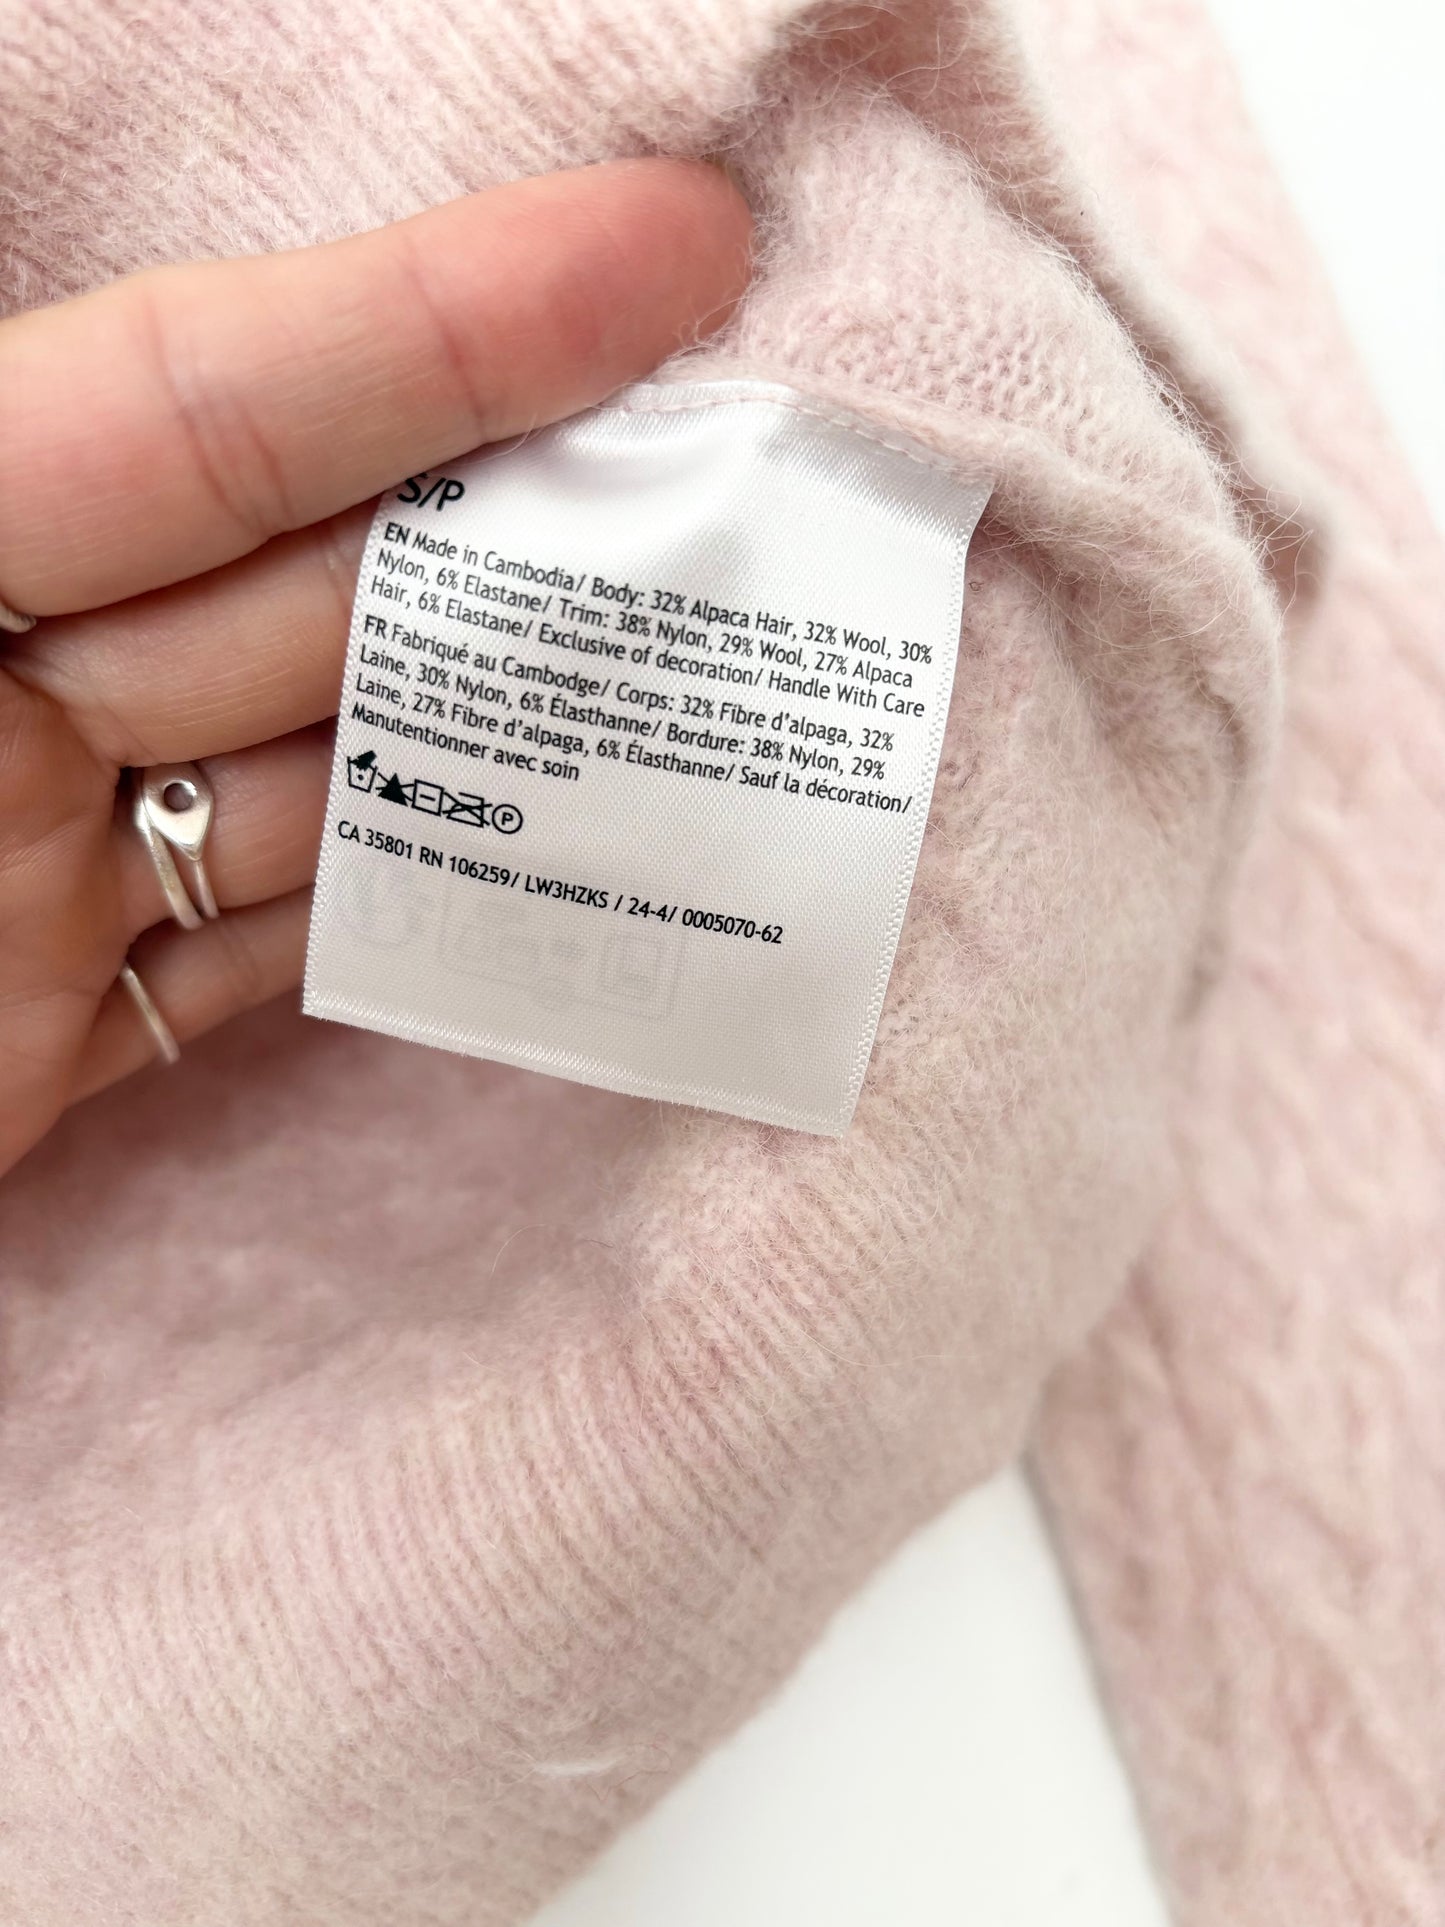 S/P
EN Made in Cambodia/ Body: 32% Alpaca Hair, 32% Wool, 30%
Nylon, 6% Elastane/ Trim: 38% Nylon, 29% Wool, 27% Alpaca
Hair, 6% Elastane/ Exclusive of decoration/ Handle With Care
FR Fabriqué au Cambodge/ Corps: 32% Fibre d'alpaga, 32%
Laine, 30% Nylon, 6% Élasthanne/ Bordure: 38% Nylon, 29%
Laine, 27% Fibre d'alpaga, 6% Élasthanne/ Sauf la décoration/
Manutentionner avec soin
P
CA 35801 RN 106259/ LW3HZKS / 24-4/ 0005070-62